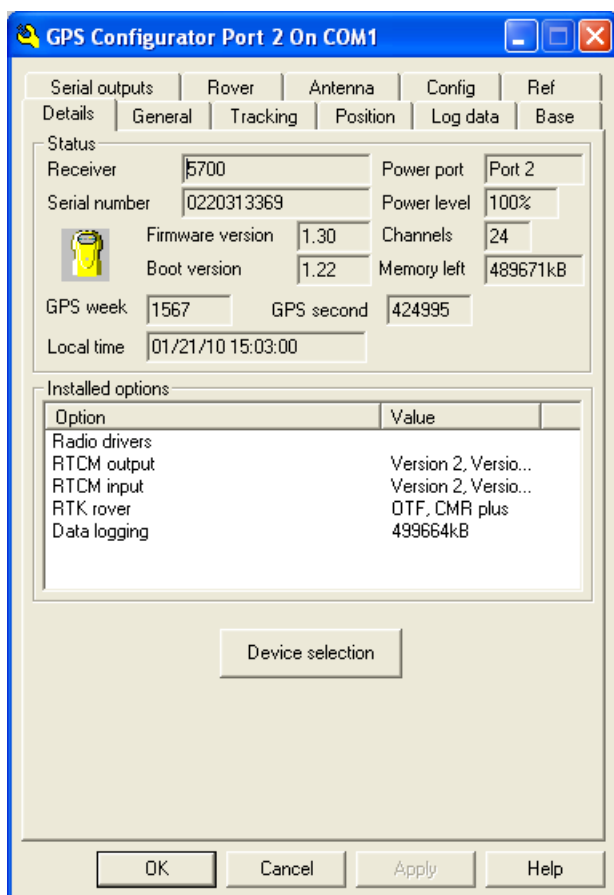 GPS Configurator Port 2 On COM1
Serial outputs Rover Antenna Config Ref
Details General Tracking Position Log data Base
Status
Receiver 5700 Power port Port 2
Serial number 0220313369 Power level 100%
Firmware version 1.30 Channels 24
Boot version 1.22 Memory left 489671kB
GPS week 1567 GPS second 424995
Local time 01/21/10 15:03:00
Installed options
Option Value
Radio drivers
RTCM output Version 2, Versio...
RTCM input Version 2, Versio...
RTK rover OTF, CMR plus
Data logging 499664kB
Device selection
OK Cancel Apply Help